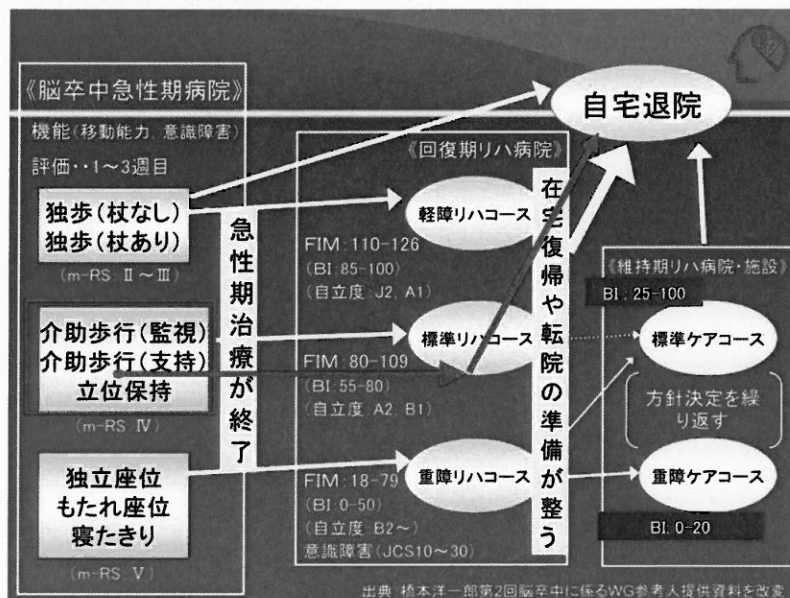 《脳卒中急性期病院》
機能(移動能力、意識障害)
評価‥1～3週目
独歩(杖なし)
独歩(杖あり)
(m-RS:Ⅱ～Ⅲ)
介助歩行(監視)
介助歩行(支持)
立位保持
(m-RS:Ⅳ)
独立座位
もたれ座位
寝たきり
(m-RS:Ⅴ)
急性期治療が終了
《回復期リハ病院》
軽障リハコース
FIM:110-126
(BI:85-100)
(自立度:J2, A1)
標準リハコース
FIM:80-109
(BI:55-80)
(自立度:A2, B1)
重障リハコース
FIM:18-79
(BI:0-50)
(自立度:B2～)
意識障害(JCS10～30)
在宅復帰や転院の準備が整う
自宅退院
《維持期リハ病院・施設》
BI:25-100
標準ケアコース
方針決定を繰
り返す
重障ケアコース
BI:0-20
出典:橋本洋一郎第2回脳卒中に係るWG参考人提供資料を改変